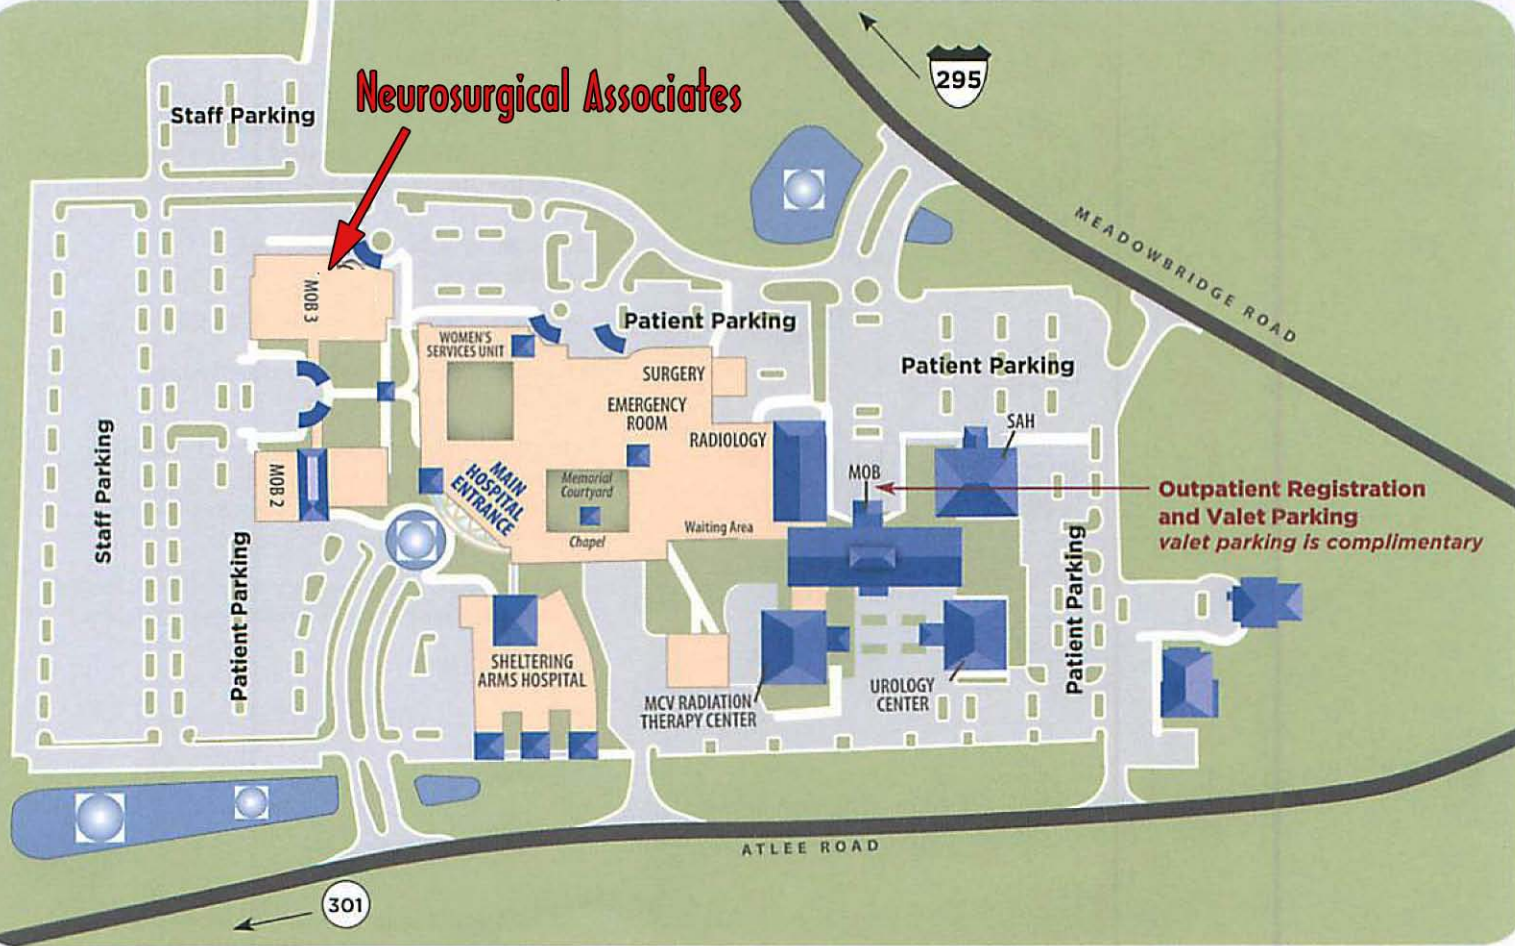 295
Neurosurgical Associates
Staff Parking
MEADOWBRIDGE ROAD
MOB 3
WOMEN'S
SERVICES UNIT
Patient Parking
SURGERY
Patient Parking
EMERGENCY
ROOM
RADIOLOGY
SAH
Staff Parking
MOB 2
MAIN
HOSPITAL
ENTRANCE
Memorial
Courtyard
Chapel
Waiting Area
MOB
Outpatient Registration
and Valet Parking
valet parking is complimentary
Patient Parking
Patient Parking
SHELTERING
ARMS HOSPITAL
MCV RADIATION
THERAPY CENTER
UROLOGY
CENTER
ATLEE ROAD
301